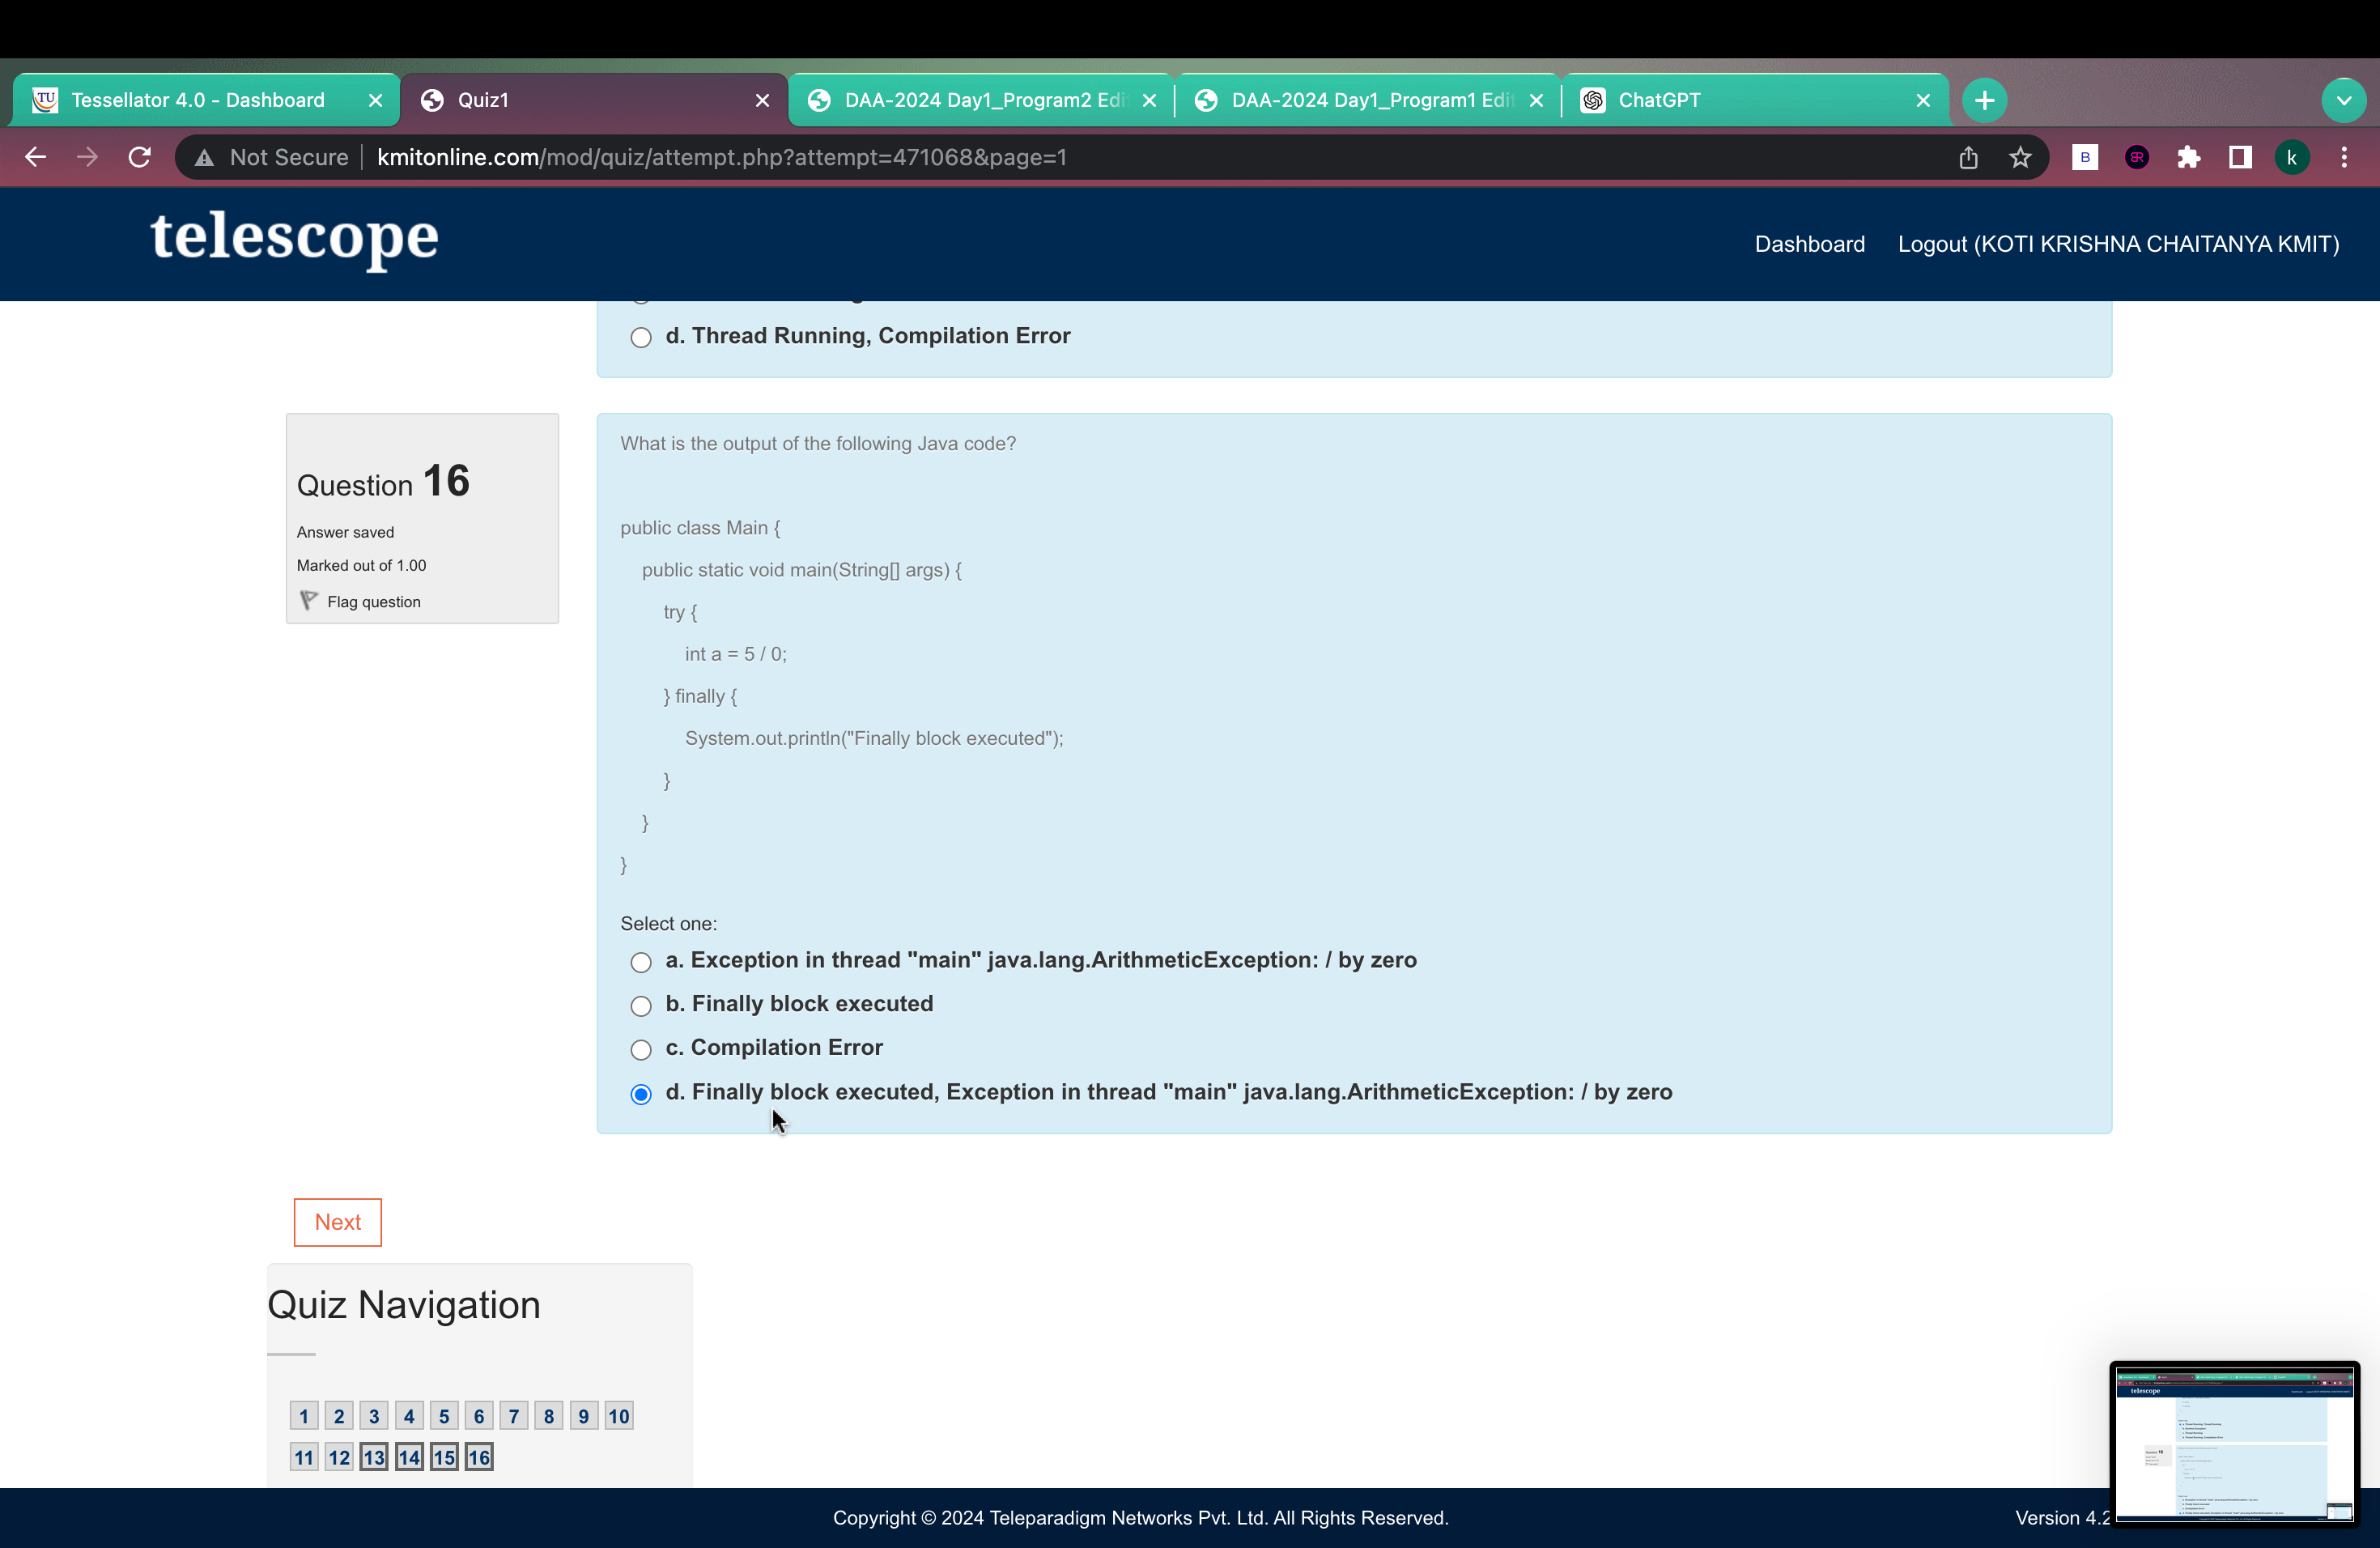 Tessellator 4.0 - Dashboard
Quiz1
DAA-2024 Day1_Program2 Edi
DAA-2024 Day1_Program1 Edit
ChatGPT
Not Secure
kmitonline.com/mod/quiz/attempt.php?attempt=471068&page=1
B
k
telescope
Dashboard
Logout (KOTI KRISHNA CHAITANYA KMIT)
d. Thread Running, Compilation Error
Question 16
Answer saved
Marked out of 1.00
Flag question
What is the output of the following Java code?
public class Main {
public static void main(String[] args) {
try {
int a = 5 / 0;
} finally {
System.out.println("Finally block executed");
}
}
}
Select one:
a. Exception in thread "main" java.lang.ArithmeticException: / by zero
b. Finally block executed
c. Compilation Error
d. Finally block executed, Exception in thread "main" java.lang.ArithmeticException: / by zero
Next
Quiz Navigation
1 2 3 4 5 6 7 8 9 10
11 12 13 14 15 16
Copyright © 2024 Teleparadigm Networks Pvt. Ltd. All Rights Reserved.
Version 4.2
telescope